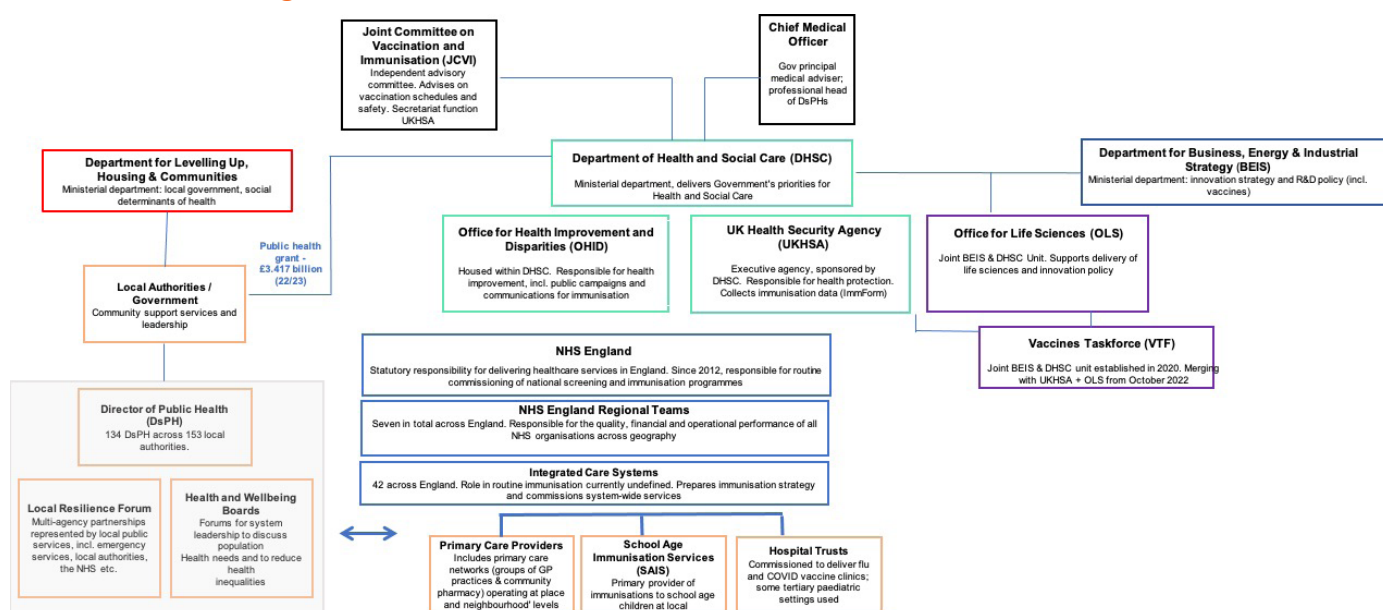 Joint Committee on
Vaccination and
Immunisation (JCVI)
Independent advisory
committee. Advises on
vaccination schedules and
safety. Secretariat function
UKHSA
Chief Medical
Officer
Gov principal
medical adviser;
professional head
of DsPHs
Department for Levelling Up,
Housing & Communities
Ministerial department: local government, social
determinants of health
Department of Health and Social Care (DHSC)
Ministerial department, delivers Government's priorities for
Health and Social Care
Department for Business, Energy & Industrial
Strategy (BEIS)
Ministerial department: innovation strategy and R&D policy (incl.
vaccines)
Public health
grant -
£3.417 billion
(22/23)
Office for Health Improvement and
Disparities (OHID)
Housed within DHSC. Responsible for health
improvement, incl. public campaigns and
communications for immunisation
UK Health Security Agency
(UKHSA)
Executive agency, sponsored by
DHSC. Responsible for health protection.
Collects immunisation data (ImmForm)
Office for Life Sciences (OLS)
Joint BEIS & DHSC Unit. Supports delivery of
life sciences and innovation policy
Local Authorities /
Government
Community support services and
leadership
Vaccines Taskforce (VTF)
Joint BEIS & DHSC unit established in 2020. Merging
with UKHSA + OLS from October 2022
NHS England
Statutory responsibility for delivering healthcare services in England. Since 2012, responsible for routine
commissioning of national screening and immunisation programmes
Director of Public Health
(DsPH)
134 DsPH across 153 local
authorities.
NHS England Regional Teams
Seven in total across England. Responsible for the quality, financial and operational performance of all
NHS organisations across geography
Integrated Care Systems
42 across England. Role in routine immunisation currently undefined. Prepares immunisation strategy
and commissions system-wide services
Local Resilience Forum
Multi-agency partnerships
represented by local public
services, incl. emergency
services, local authorities,
the NHS etc.
Health and Wellbeing
Boards
Forums for system
leadership to discuss
population
Health needs and to reduce
health
inequalities
Primary Care Providers
Includes primary care
networks (groups of GP
practices & community
pharmacy) operating at place
and neighbourhood' levels
School Age
Immunisation Services
(SAIS)
Primary provider of
immunisations to school age
children at local
Hospital Trusts
Commissioned to deliver flu
and COVID vaccine clinics;
some tertiary paediatric
settings used